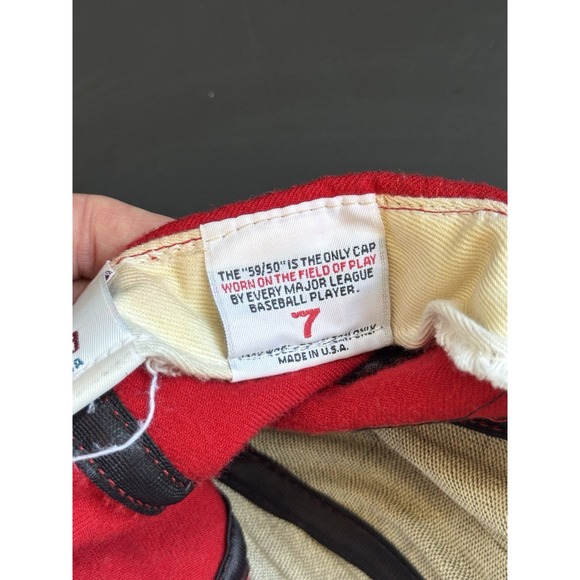 THE "59/50" IS THE ONLY CAP
WORN ON THE FIELD OF PLAY
BY EVERY MAJOR LEAGUE
BASEBALL PLAYER.
7
MADE IN U.S.A.